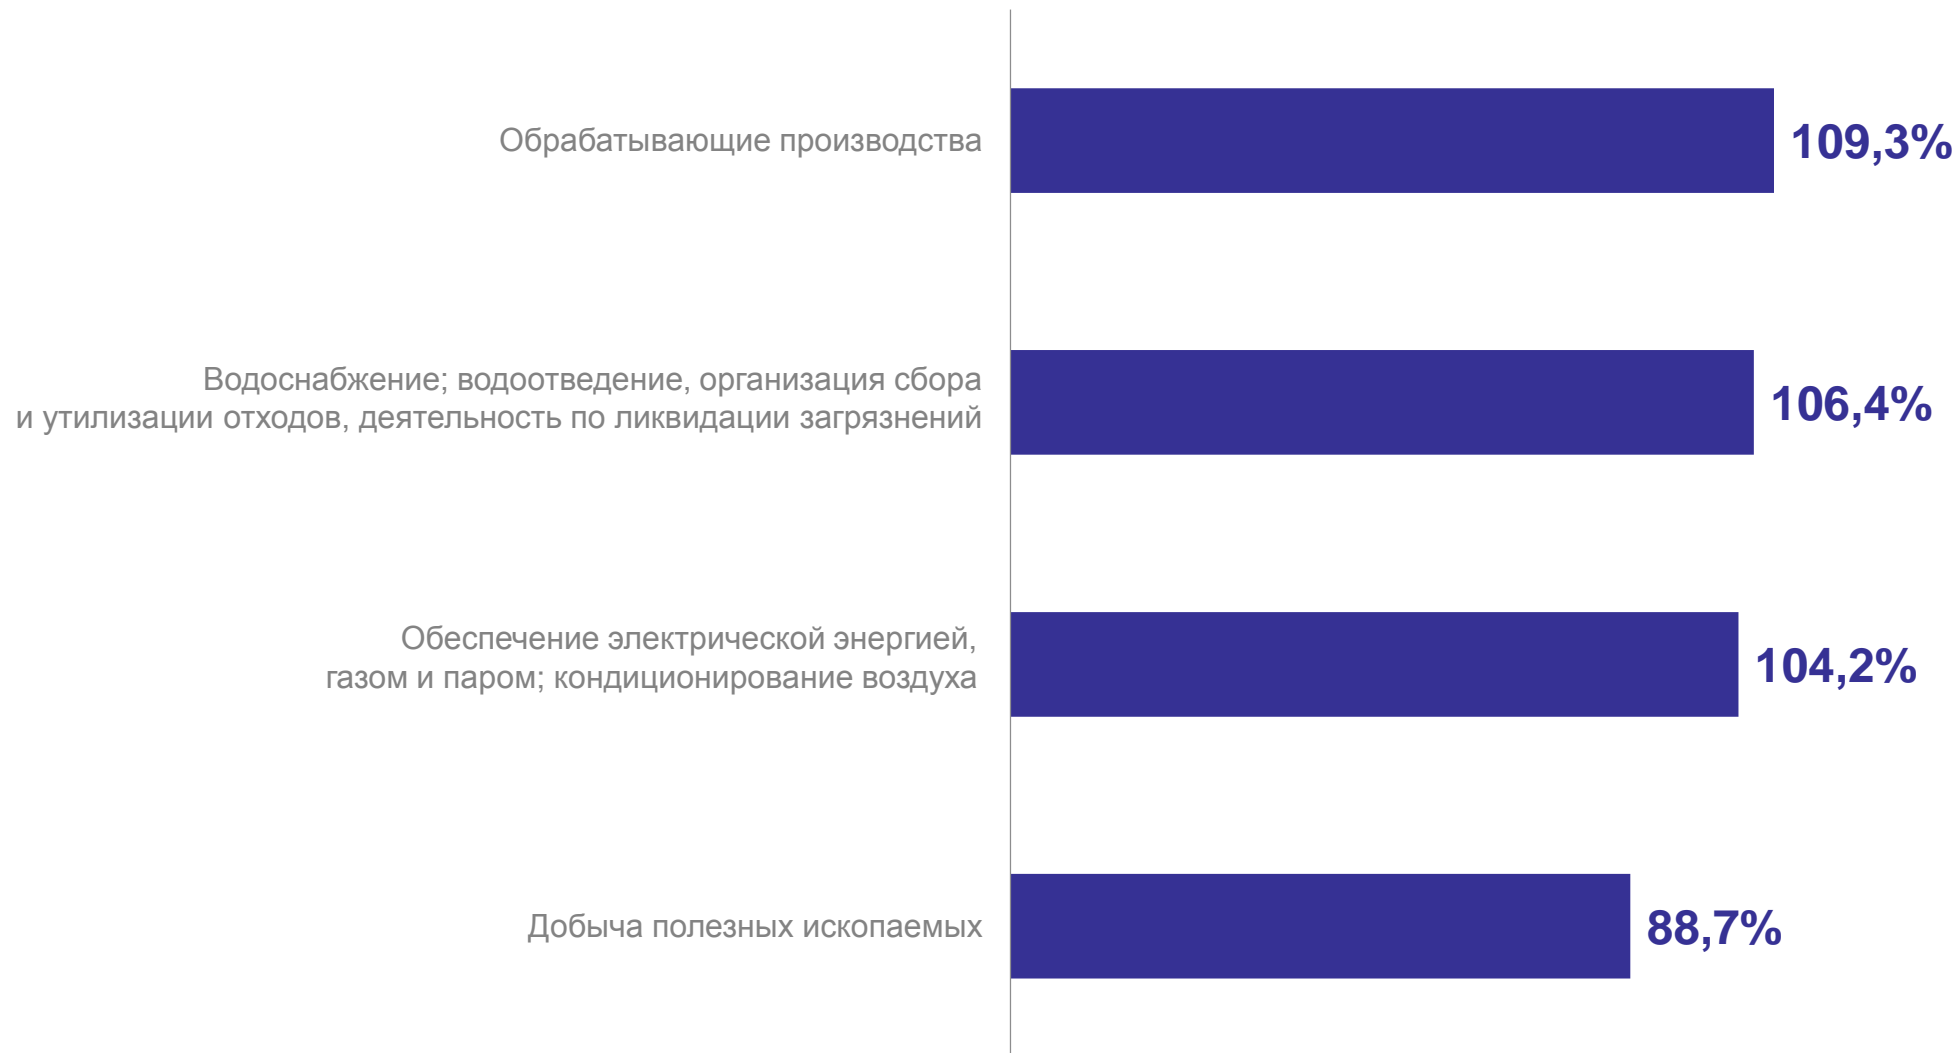 Обрабатывающие производства
109,3%
Водоснабжение; водоотведение, организация сбора
и утилизации отходов, деятельность по ликвидации загрязнений
106,4%
Обеспечение электрической энергией,
газом и паром; кондиционирование воздуха
104,2%
Добыча полезных ископаемых
88,7%